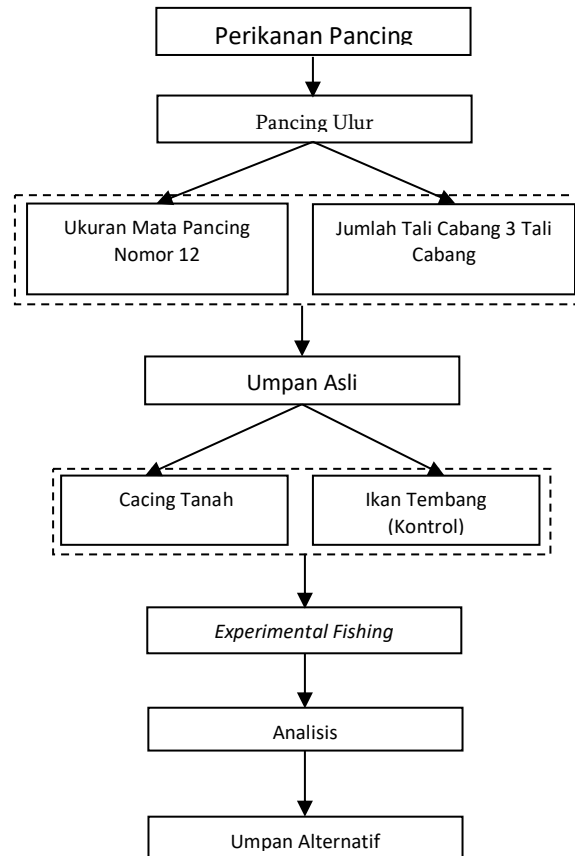 Perikanan Pancing
Pancing Ulur
Ukuran Mata Pancing
Nomor 12
Jumlah Tali Cabang 3 Tali
Cabang
Umpan Asli
Cacing Tanah
Ikan Tembang
(Kontrol)
Experimental Fishing
Analisis
Umpan Alternatif